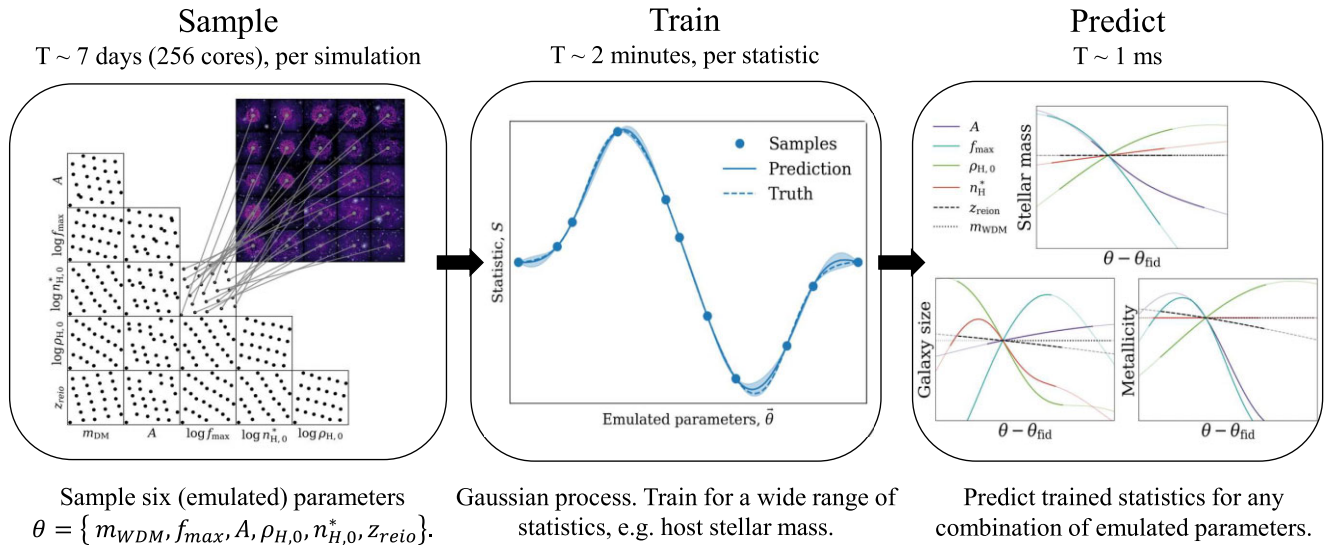 Sample
T ~ 7 days (256 cores), per simulation
A
log f_max
log n*_H,0
log ρ_H,0
z_reio
m_DM
A
log f_max
log n*_H,0
log ρ_H,0
Sample six (emulated) parameters
θ = { m_WDM, f_max, A, ρ_H,0, n*_H,0, z_reio}.
Train
T ~ 2 minutes, per statistic
Statistic, S
Samples
Prediction
Truth
Emulated parameters, θ⃗
Gaussian process. Train for a wide range of
statistics, e.g. host stellar mass.
Predict
T ~ 1 ms
A
f_max
ρ_H, 0
n*_H
z_reion
m_WDM
Stellar mass
θ − θ_fid
Galaxy size
θ − θ_fid
Metallicity
θ − θ_fid
Predict trained statistics for any
combination of emulated parameters.